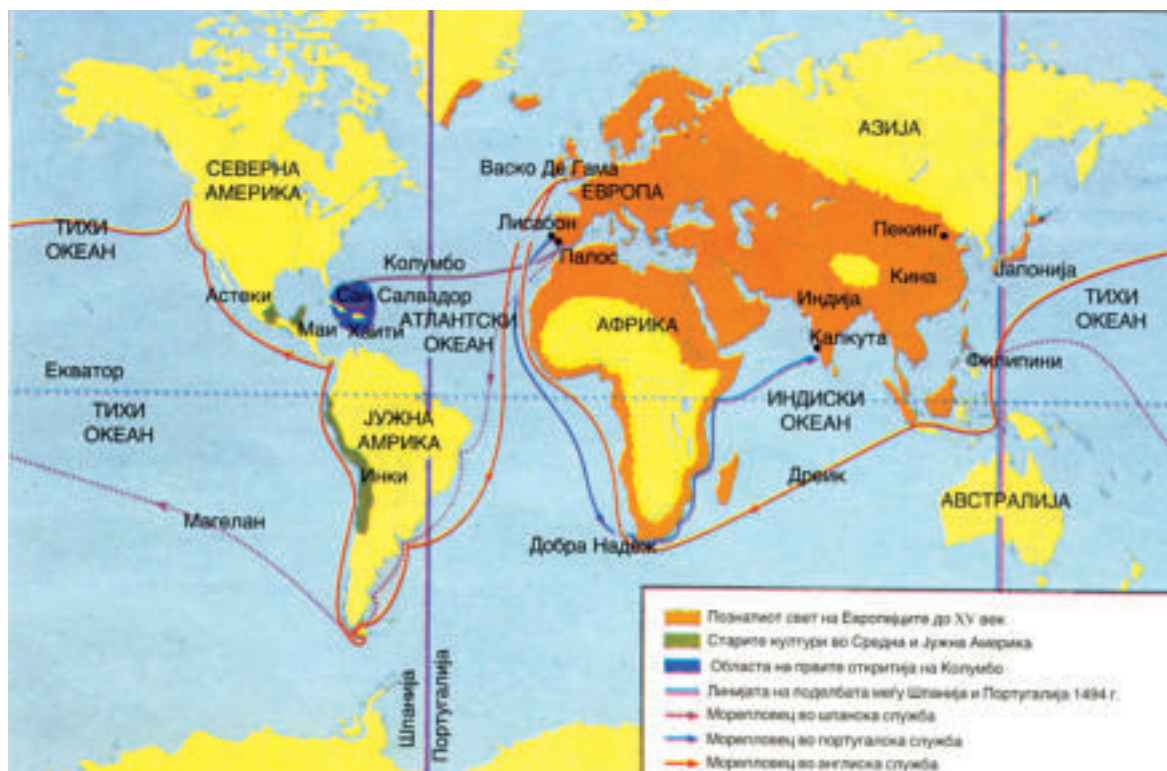 СЕВЕРНА
АМЕРИКА
АЗИЈА
Васко Де Гама
ЕВРОПА
ТИХИ
ОКЕАН
Лисабон
Палос
Пекинг
Колумбо
Кина
Јапонија
Астеки
Сан Салвадор
Индија
ТИХИ
ОКЕАН
Маи
Хаити
АТЛАНТСКИ
ОКЕАН
АФРИКА
Калкута
Филипини
Екватор
ТИХИ
ОКЕАН
ЈУЖНА
АМРИКА
ИНДИСКИ
ОКЕАН
Инки
Дреик
АВСТРАЛИЈА
Магелан
Добра Надеж
Шпанија
Португалија
Познатиот свет на Европејците до XV век
Старите култури во Средна и Јужна Америка
Областа на првите откритија на Колумбо
Линијата на поделбата меѓу Шпанија и Португалија 1494 г.
Морепловец во шпанска служба
Морепловец во португалска служба
Морепловец во англиска служба